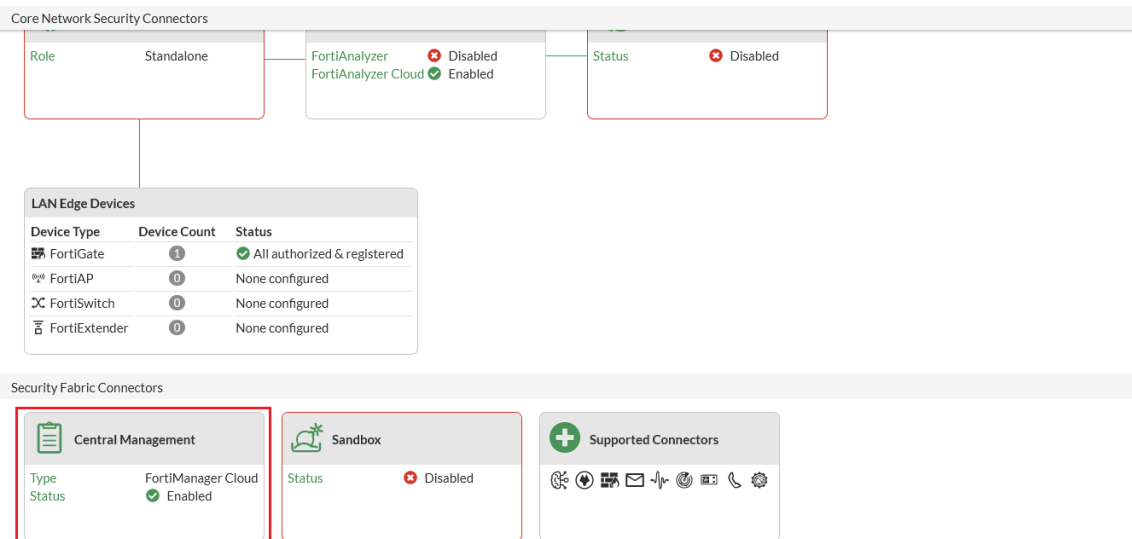 Core Network Security Connectors
Role Standalone
FortiAnalyzer Disabled
FortiAnalyzer Cloud Enabled
Status Disabled
LAN Edge Devices
Device Type Device Count Status
FortiGate 1 All authorized & registered
FortiAP 0 None configured
FortiSwitch 0 None configured
FortiExtender 0 None configured
Security Fabric Connectors
Central Management
Type FortiManager Cloud
Status Enabled
Sandbox
Status Disabled
Supported Connectors